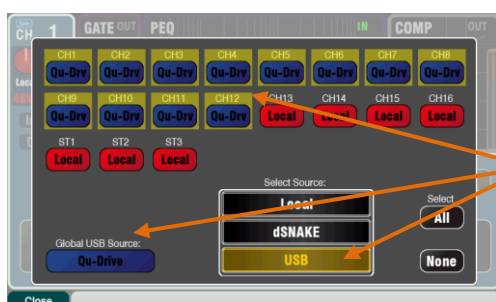 CH 1 GATE OUT PEQ IN COMP OUT
CH1 CH2 CH3 CH4 CH5 CH6 CH7 CH8
Qu-Drv Qu-Drv Qu-Drv Qu-Drv Qu-Drv Qu-Drv Qu-Drv Qu-Drv
CH9 CH10 CH11 CH12 CH13 CH14 CH15 CH16
Qu-Drv Qu-Drv Qu-Drv Qu-Drv Local Local Local Local
ST1 ST2 ST3
Local Local Local
Select Source:
Local
Select
All
dSNAKE
Global USB Source:
Qu-Drive
USB
None
Close